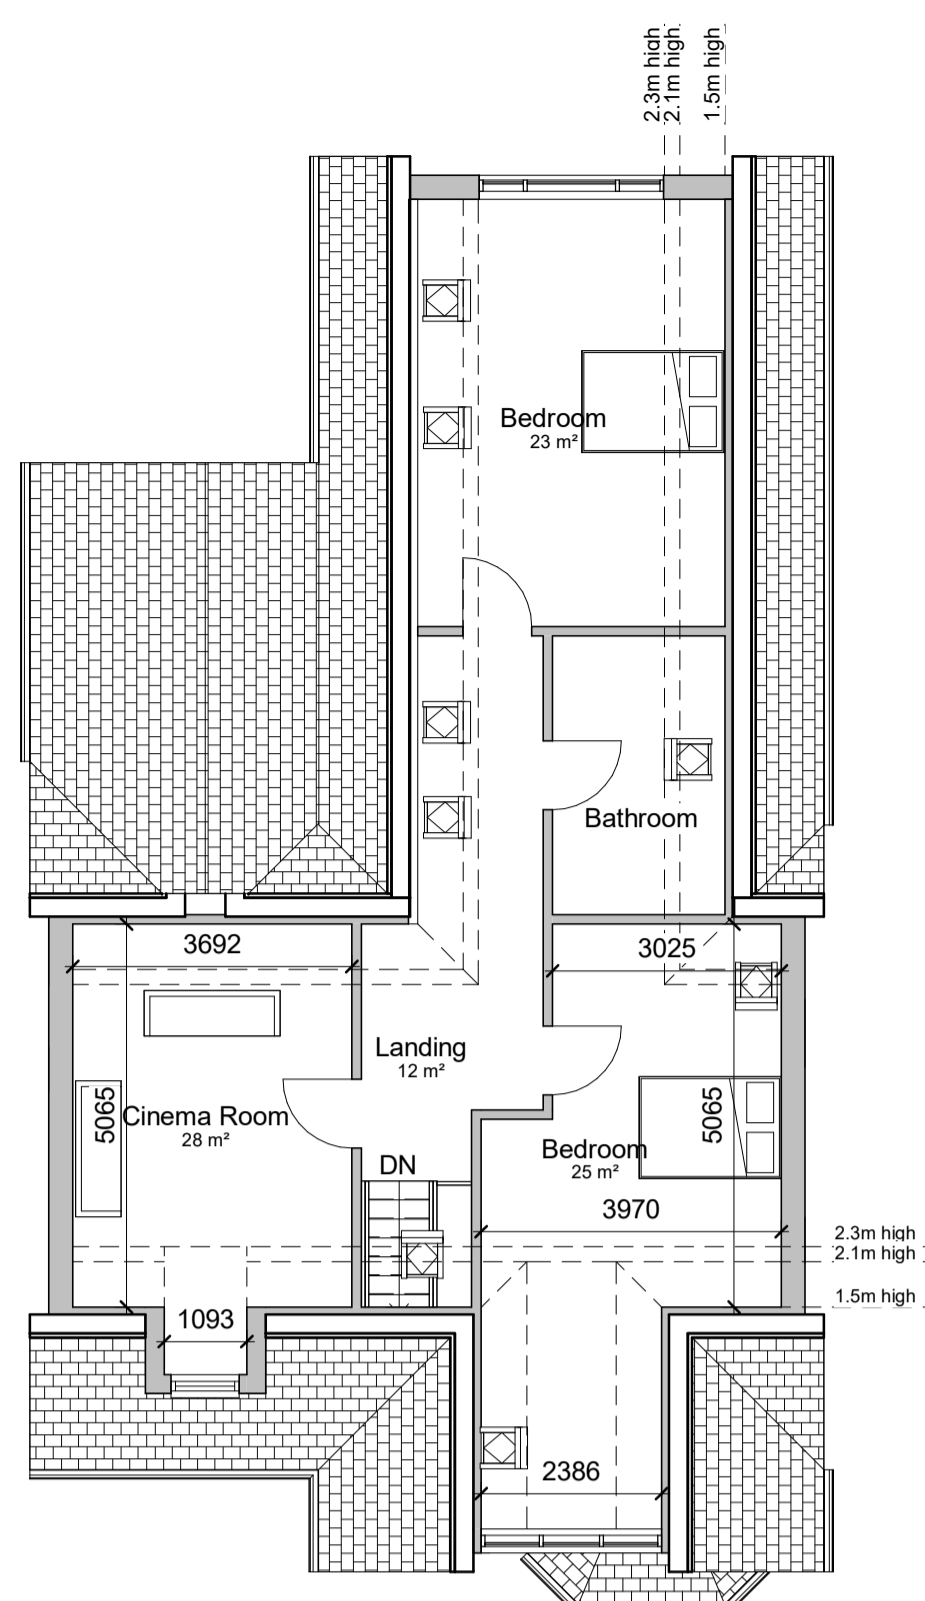 2.3m high
2.1m high
1.5m high
Bedroom
23 m²
Bathroom
3692
3025
Landing
12 m²
Cinema Room
28 m²
5065
5065
Bedroom
25 m²
DN
3970
2.3m high
2.1m high
1.5m high
1093
2386